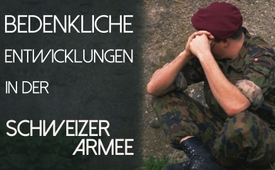 BEDENKLICHE
ENTWICKLUNGEN
IN DER
SCHWEIZER
ARMEE